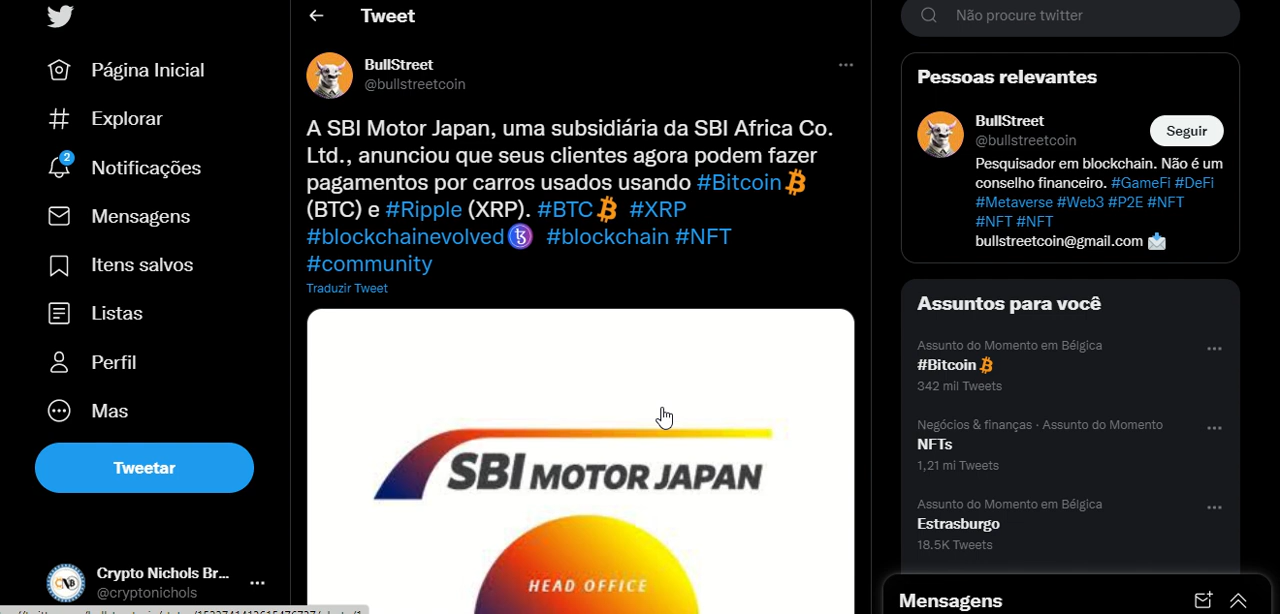 Página Inicial
Explorar
2
Notificações
Mensagens
Itens salvos
Listas
Perfil
Mas
Tweetar
Crypto Nichols Br...
@cryptonichols
Tweet
BullStreet
@bullstreetcoin
A SBI Motor Japan, uma subsidiária da SBI Africa Co.
Ltd., anunciou que seus clientes agora podem fazer
pagamentos por carros usados usando #Bitcoin
(BTC) e #Ripple (XRP). #BTC #XRP
#blockchainevolved #blockchain #NFT
#community
Traduzir Tweet
SBI MOTOR JAPAN
HEAD OFFICE
Não procure twitter
Pessoas relevantes
BullStreet
@bullstreetcoin
Seguir
Pesquisador em blockchain. Não é um
conselho financeiro. #GameFi #DeFi
#Metaverse #Web3 #P2E #NFT
#NFT #NFT
bullstreetcoin@gmail.com
Assuntos para você
Assunto do Momento em Bélgica
#Bitcoin
342 mil Tweets
Negócios & finanças · Assunto do Momento
NFTs
1,21 mi Tweets
Assunto do Momento em Bélgica
Estrasburgo
18.5K Tweets
Mensagens